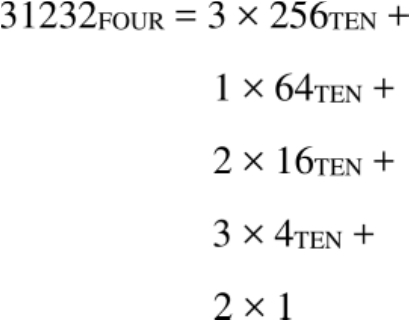 31232FOUR = 3 × 256TEN +
1 × 64TEN +
2 × 16TEN +
3 × 4TEN +
2 × 1